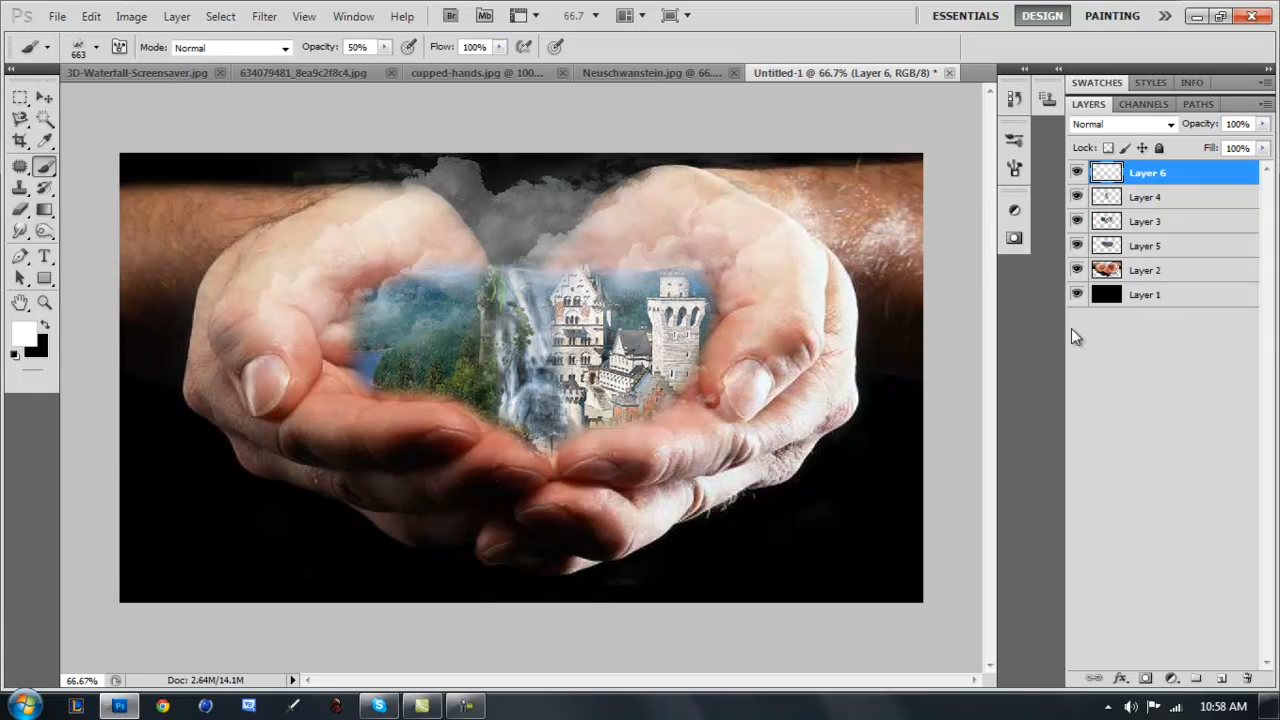 Ps File Edit Image Layer Select Filter View Window Help Br Mb 66.7 ESSENTIALS DESIGN PAINTING
663 Mode: Normal Opacity: 50% Flow: 100%
3D-Waterfall-Screensaver.jpg 634079481_8ea9c2f8c4.jpg cupped-hands.jpg @ 100... Neuschwanstein.jpg @ 66.... Untitled-1 @ 66.7% (Layer 6, RGB/8) *
SWATCHES STYLES INFO
LAYERS CHANNELS PATHS
Normal Opacity: 100%
Lock: Fill: 100%
Layer 6
Layer 4
Layer 3
Layer 5
Layer 2
Layer 1
66.67% Doc: 2.64M/14.1M
10:58 AM